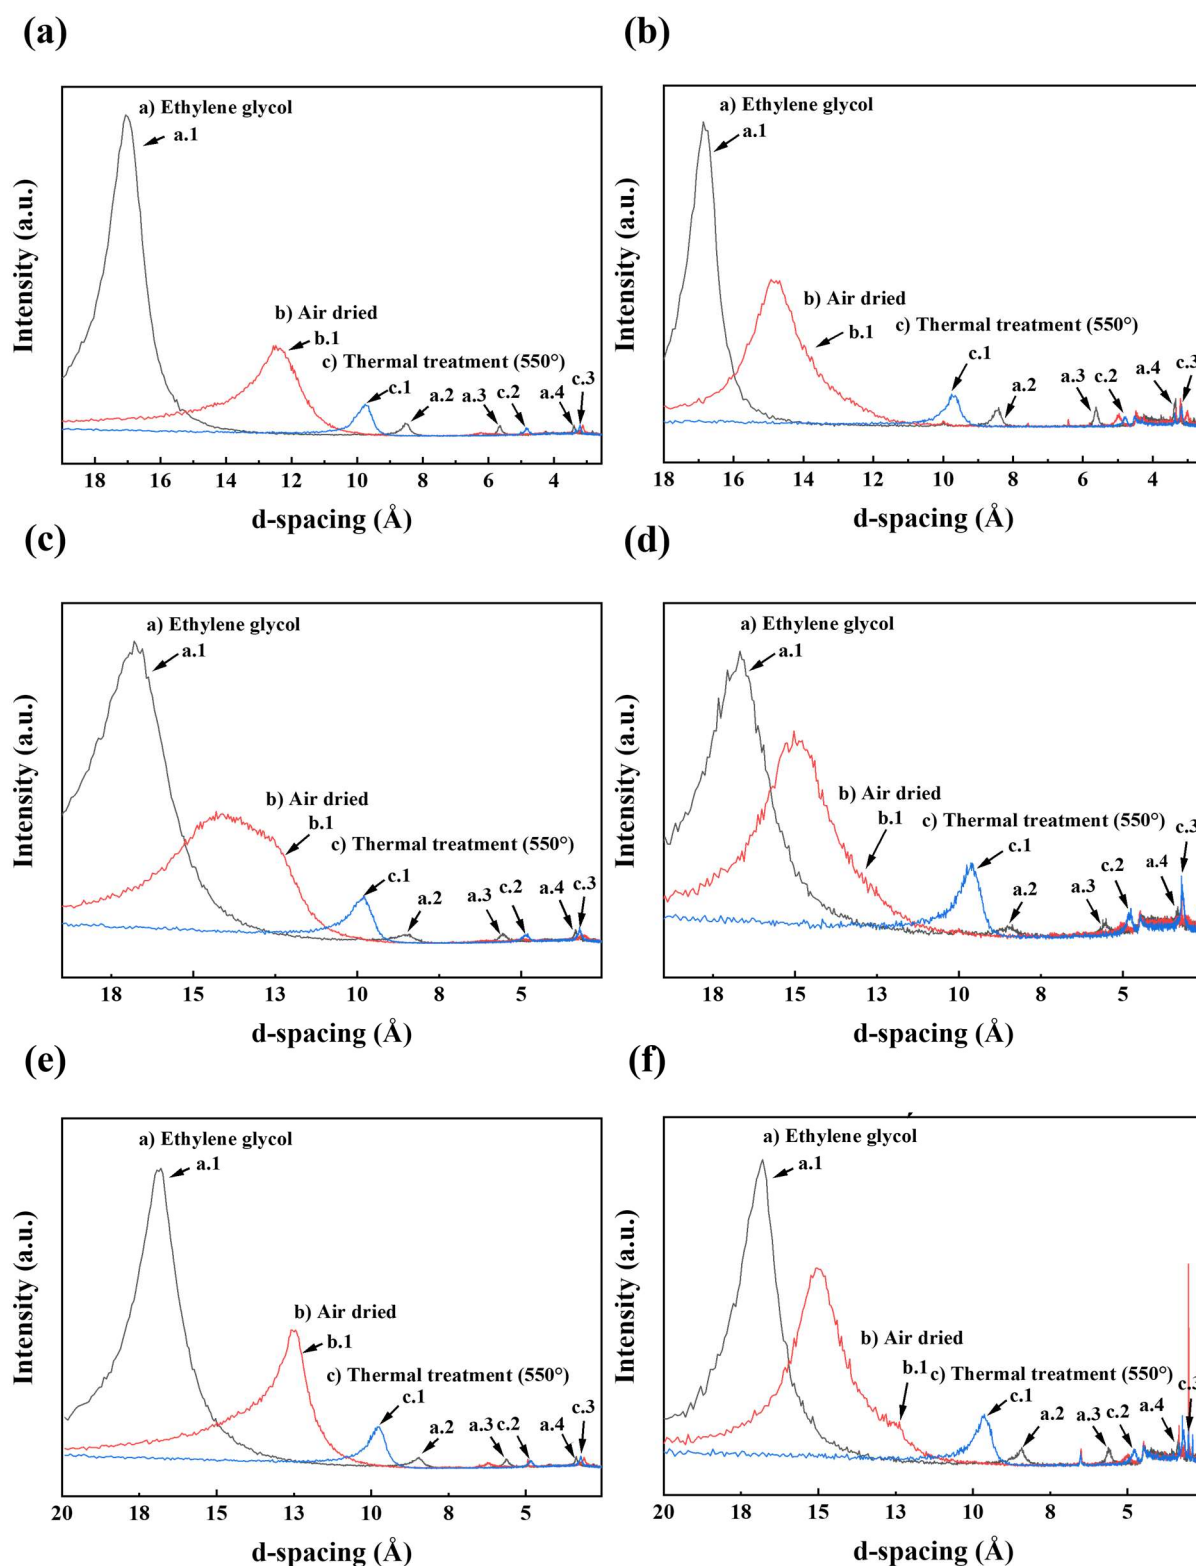 (a)
a) Ethylene glycol
a.1
b) Air dried
b.1
c) Thermal treatment (550°)
c.1
a.2
a.3
c.2
a.4
c.3
Intensity (a.u.)
18 16 14 12 10 8 6 4
d-spacing (Å)
(b)
a) Ethylene glycol
a.1
b) Air dried
b.1
c) Thermal treatment (550°)
c.1
a.2
a.3
c.2
a.4
c.3
Intensity (a.u.)
18 16 14 12 10 8 6 4
d-spacing (Å)
(c)
a) Ethylene glycol
a.1
b) Air dried
b.1
c) Thermal treatment (550°)
c.1
a.2
a.3
c.2
a.4
c.3
Intensity (a.u.)
18 15 13 10 8 5
d-spacing (Å)
(d)
a) Ethylene glycol
a.1
b) Air dried
b.1
c) Thermal treatment (550°)
c.1
a.2
a.3
c.2
a.4
c.3
Intensity (a.u.)
18 15 13 10 8 5
d-spacing (Å)
(e)
a) Ethylene glycol
a.1
b) Air dried
b.1
c) Thermal treatment (550°)
c.1
a.2
a.3
c.2
a.4
c.3
Intensity (a.u.)
20 18 15 13 10 8 5
d-spacing (Å)
(f)
a) Ethylene glycol
a.1
b) Air dried
b.1
c) Thermal treatment (550°)
c.1
a.2
a.3
c.2
a.4
c.3
Intensity (a.u.)
20 18 15 13 10 8 5
d-spacing (Å)